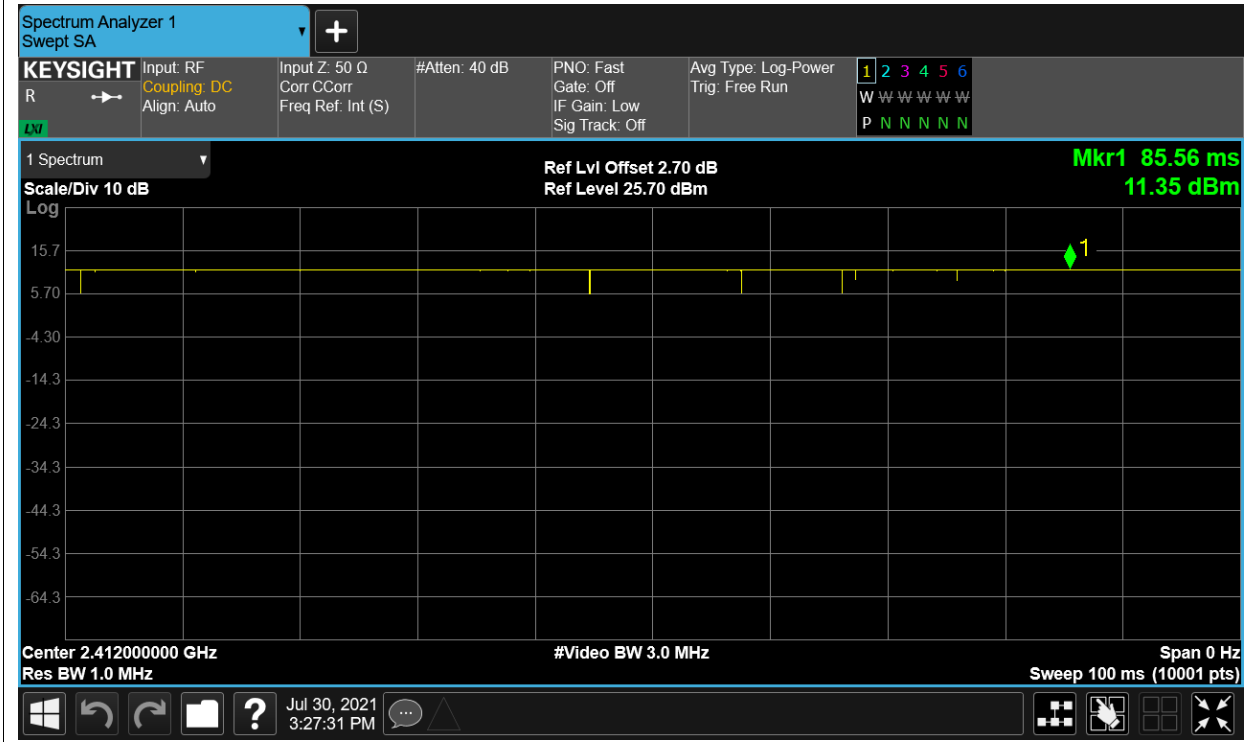 Spectrum Analyzer 1
Swept SA
+
KEYSIGHT
R
LXI
Input: RF
Coupling: DC
Align: Auto
Input Z: 50 Ω
Corr CCorr
Freq Ref: Int (S)
#Atten: 40 dB
PNO: Fast
Gate: Off
IF Gain: Low
Sig Track: Off
Avg Type: Log-Power
Trig: Free Run
1 2 3 4 5 6
W W W W W W
P N N N N N
1 Spectrum
Scale/Div 10 dB
Log
Ref Lvl Offset 2.70 dB
Ref Level 25.70 dBm
Mkr1 85.56 ms
11.35 dBm
1
15.7
5.70
-4.30
-14.3
-24.3
-34.3
-44.3
-54.3
-64.3
Center 2.412000000 GHz
Res BW 1.0 MHz
#Video BW 3.0 MHz
Span 0 Hz
Sweep 100 ms (10001 pts)
?
Jul 30, 2021
3:27:31 PM